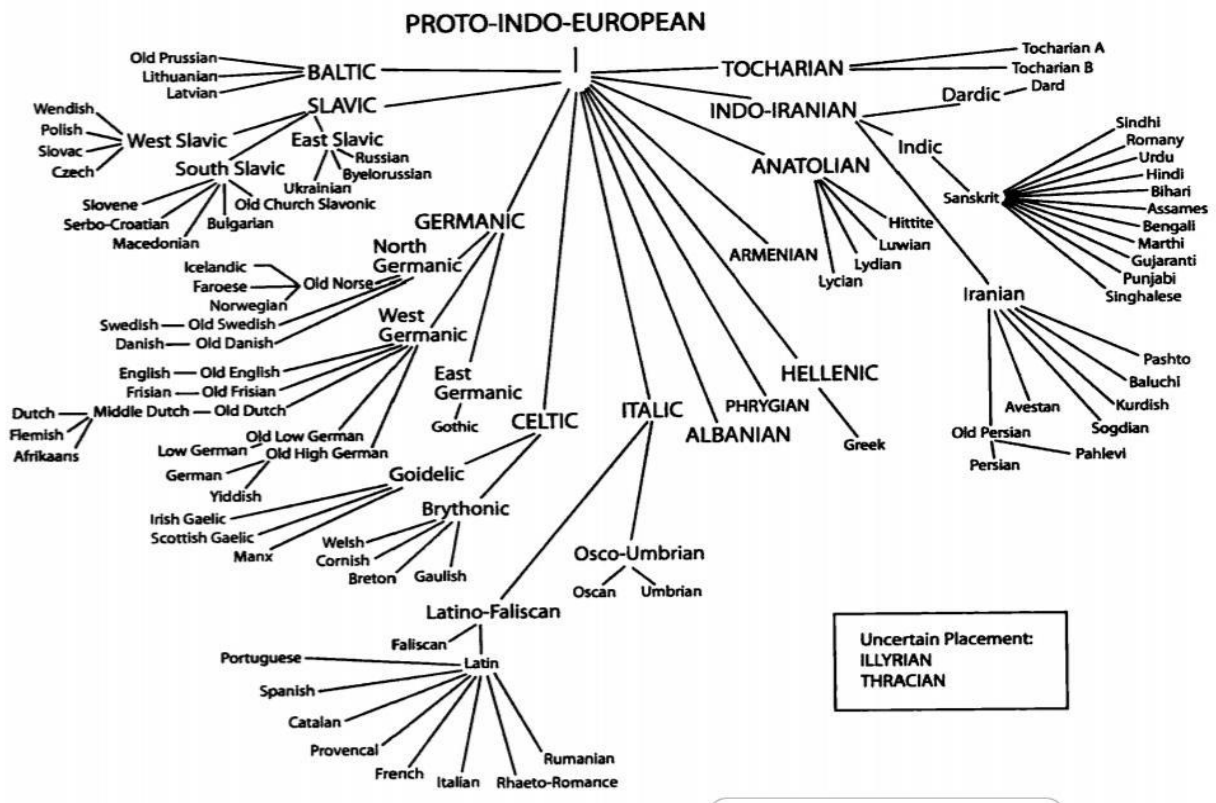 PROTO-INDO-EUROPEAN
Old Prussian
Lithuanian
Latvian
BALTIC
TOCHARIAN
Tocharian A
Tocharian B
SLAVIC
Wendish
Polish
Slovac
Czech
West Slavic
East Slavic
Russian
Byelorussian
Ukrainian
South Slavic
Old Church Slavonic
Slovene
Serbo-Croatian
Macedonian
Bulgarian
INDO-IRANIAN
Dardic
Dard
Indic
Sanskrit
Sindhi
Romany
Urdu
Hindi
Bihari
Assames
Bengali
Marthi
Gujaranti
Punjabi
Singhalese
Iranian
Pashto
Baluchi
Kurdish
Sogdian
Avestan
Old Persian
Persian
Pahlevi
ANATOLIAN
Hittite
Luwian
Lydian
Lycian
ARMENIAN
GERMANIC
North
Germanic
Icelandic
Faroese
Norwegian
Old Norse
Swedish
Old Swedish
Danish
Old Danish
West
Germanic
English
Old English
Frisian
Old Frisian
Dutch
Flemish
Afrikaans
Middle Dutch
Old Dutch
Old Low German
Low German
Old High German
German
Yiddish
East
Germanic
Gothic
CELTIC
Goidelic
Irish Gaelic
Scottish Gaelic
Manx
Brythonic
Welsh
Cornish
Breton
Gaulish
ITALIC
Osco-Umbrian
Oscan
Umbrian
Latino-Faliscan
Faliscan
Latin
Portuguese
Spanish
Catalan
Provencal
French
Italian
Rhaeto-Romance
Rumanian
ALBANIAN
PHRYGIAN
HELLENIC
Greek
Uncertain Placement:
ILLYRIAN
THRACIAN